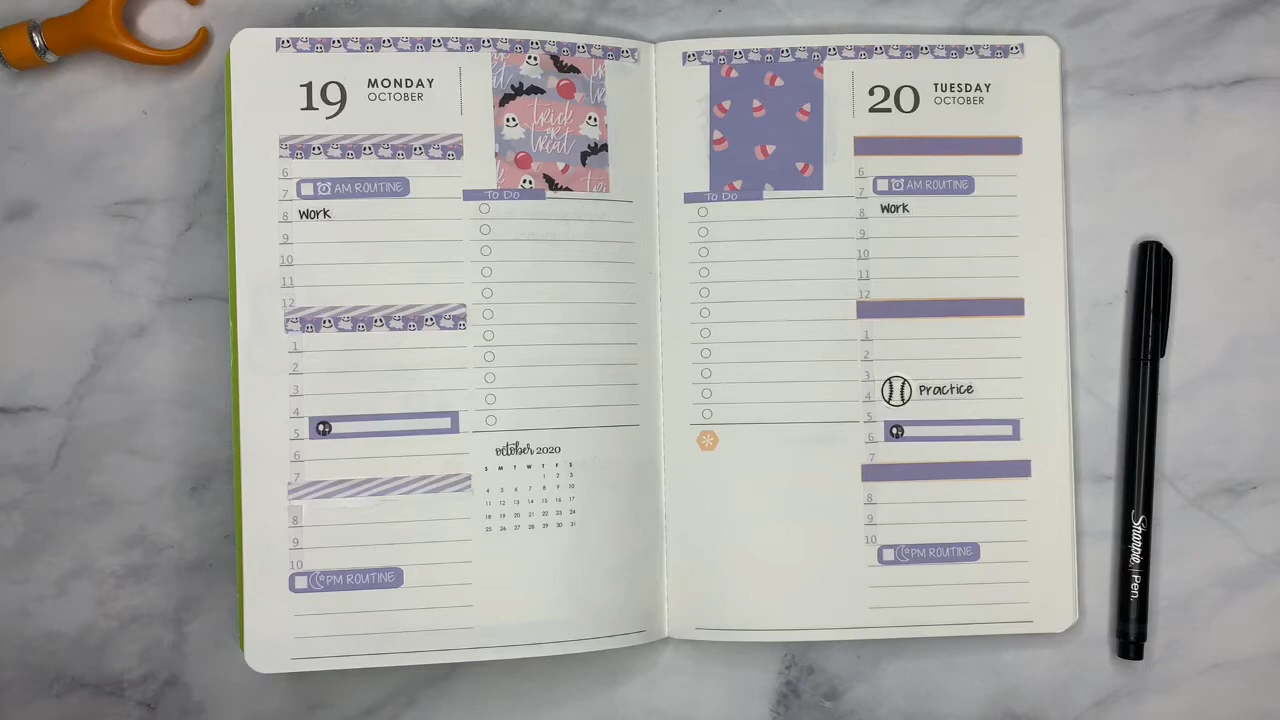 19 MONDAY
OCTOBER
trick
or
treat
6
7 AM ROUTINE
8 Work
9
10
11
12
1
2
3
4
5
6
7
8
9
10
PM ROUTINE
TO DO
october 2020
S M T W T F S
1 2 3
4 5 6 7 8 9 10
11 12 13 14 15 16 17
18 19 20 21 22 23 24
25 26 27 28 29 30 31
TO DO
20 TUESDAY
OCTOBER
6
7 AM ROUTINE
8 Work
9
10
11
12
1
2
3
4 Practice
5
6
7
8
9
10
PM ROUTINE
Sharpie. Pen.